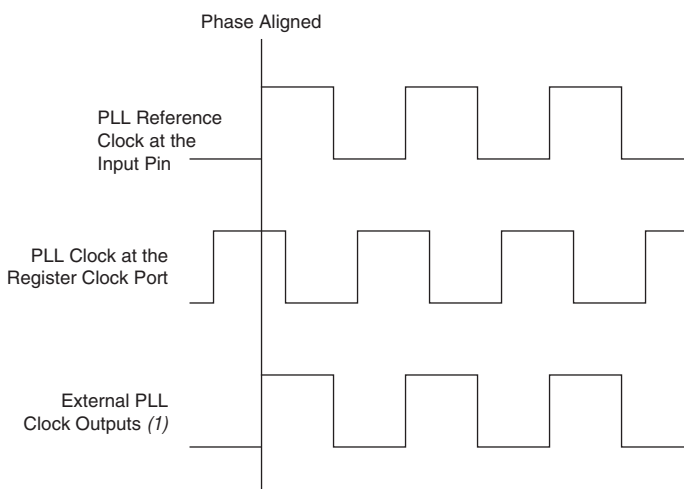 Phase Aligned
PLL Reference
Clock at the
Input Pin
PLL Clock at the
Register Clock Port
External PLL
Clock Outputs (1)